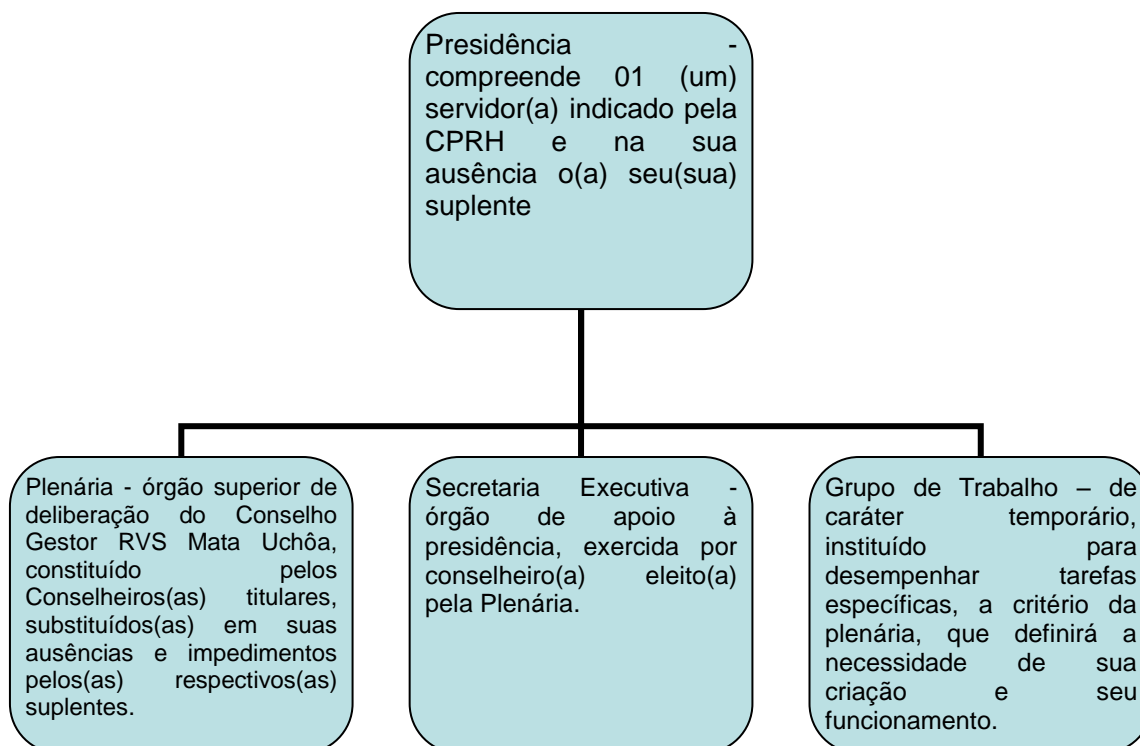 Presidência -
compreende 01 (um)
servidor(a) indicado pela
CPRH e na sua
ausência o(a) seu(sua)
suplente
Plenária - órgão superior de
deliberação do Conselho
Gestor RVS Mata Uchôa,
constituído pelos
Conselheiros(as) titulares,
substituídos(as) em suas
ausências e impedimentos
pelos(as) respectivos(as)
suplentes.
Secretaria Executiva -
órgão de apoio à
presidência, exercida por
conselheiro(a) eleito(a)
pela Plenária.
Grupo de Trabalho – de
caráter temporário,
instituído para
desempenhar tarefas
específicas, a critério da
plenária, que definirá a
necessidade de sua
criação e seu
funcionamento.